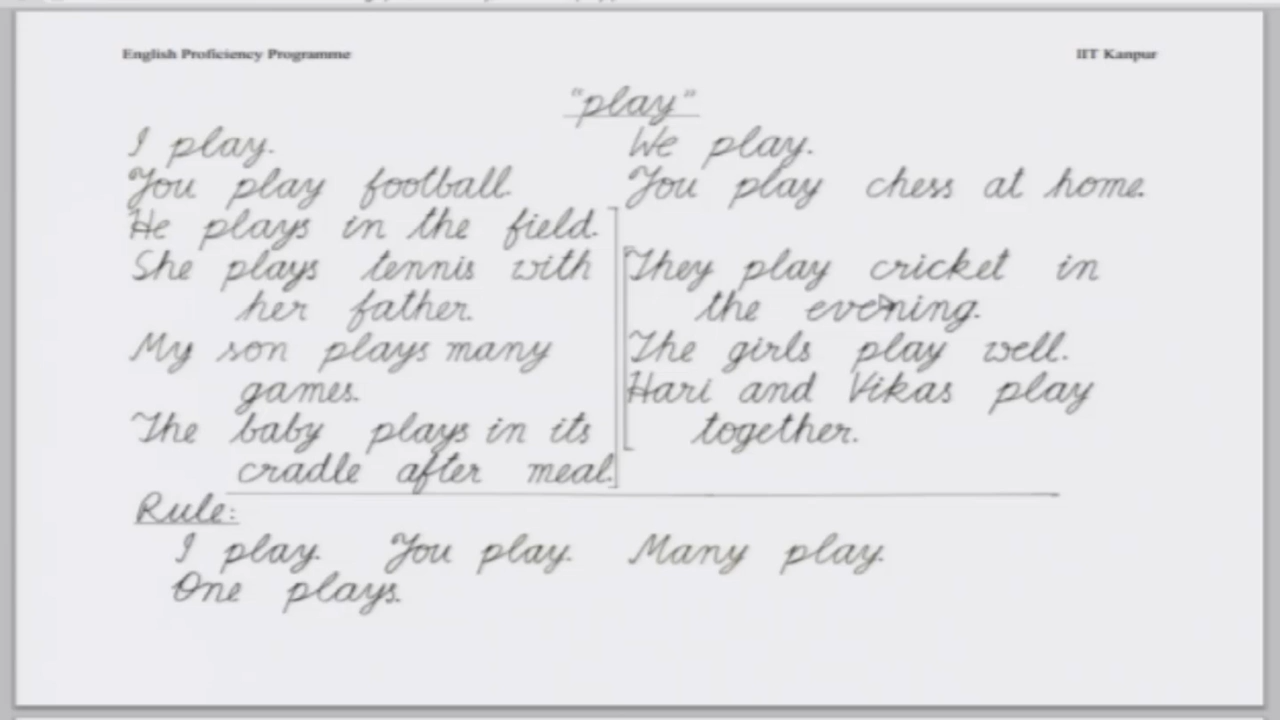 English Proficiency Programme
IIT Kanpur
"play"
I play.
You play football.
He plays in the field.
She plays tennis with
her father.
My son plays many
games.
The baby plays in its
cradle after meal.
We play.
You play chess at home.
They play cricket in
the evening.
The girls play well.
Hari and Vikas play
together.
Rule:
I play. You play. Many play.
One plays.